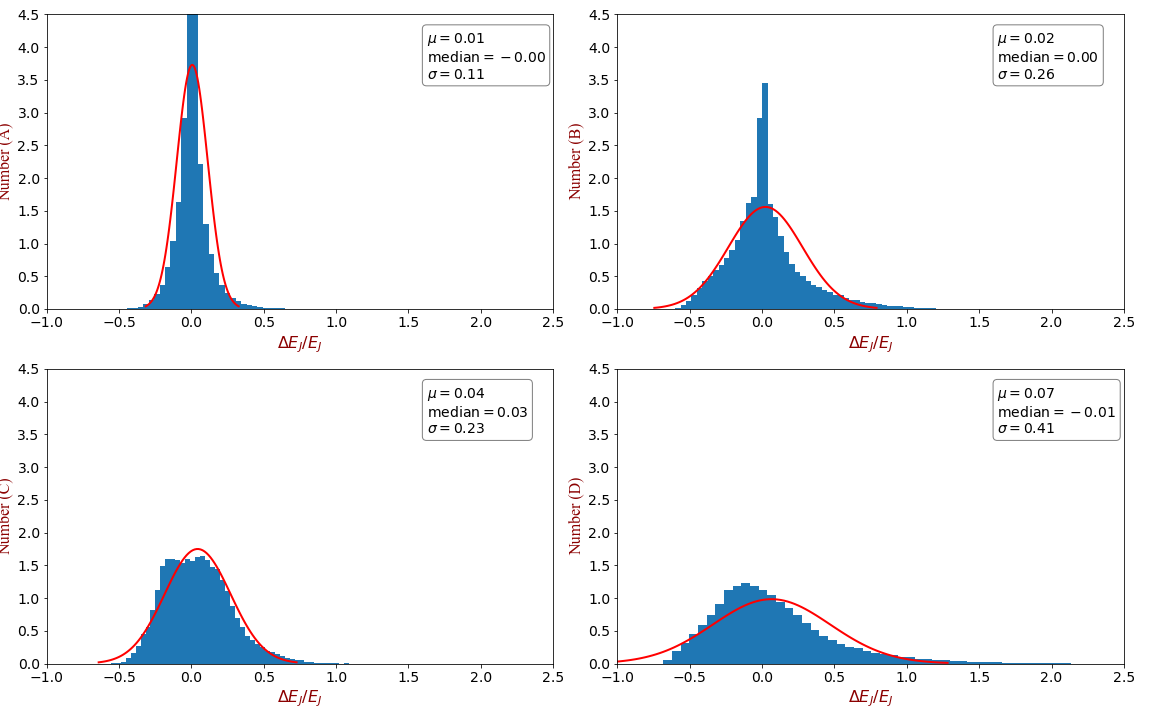 4.5
4.0
3.5
3.0
2.5
2.0
1.5
1.0
0.5
0.0
−1.0 −0.5 0.0 0.5 1.0 1.5 2.0 2.5
Number (A)
ΔE_J/E_J
μ = 0.01
median = −0.00
σ = 0.11
4.5
4.0
3.5
3.0
2.5
2.0
1.5
1.0
0.5
0.0
−1.0 −0.5 0.0 0.5 1.0 1.5 2.0 2.5
Number (B)
ΔE_J/E_J
μ = 0.02
median = 0.00
σ = 0.26
4.5
4.0
3.5
3.0
2.5
2.0
1.5
1.0
0.5
0.0
−1.0 −0.5 0.0 0.5 1.0 1.5 2.0 2.5
Number (C)
ΔE_J/E_J
μ = 0.04
median = 0.03
σ = 0.23
4.5
4.0
3.5
3.0
2.5
2.0
1.5
1.0
0.5
0.0
−1.0 −0.5 0.0 0.5 1.0 1.5 2.0 2.5
Number (D)
ΔE_J/E_J
μ = 0.07
median = −0.01
σ = 0.41